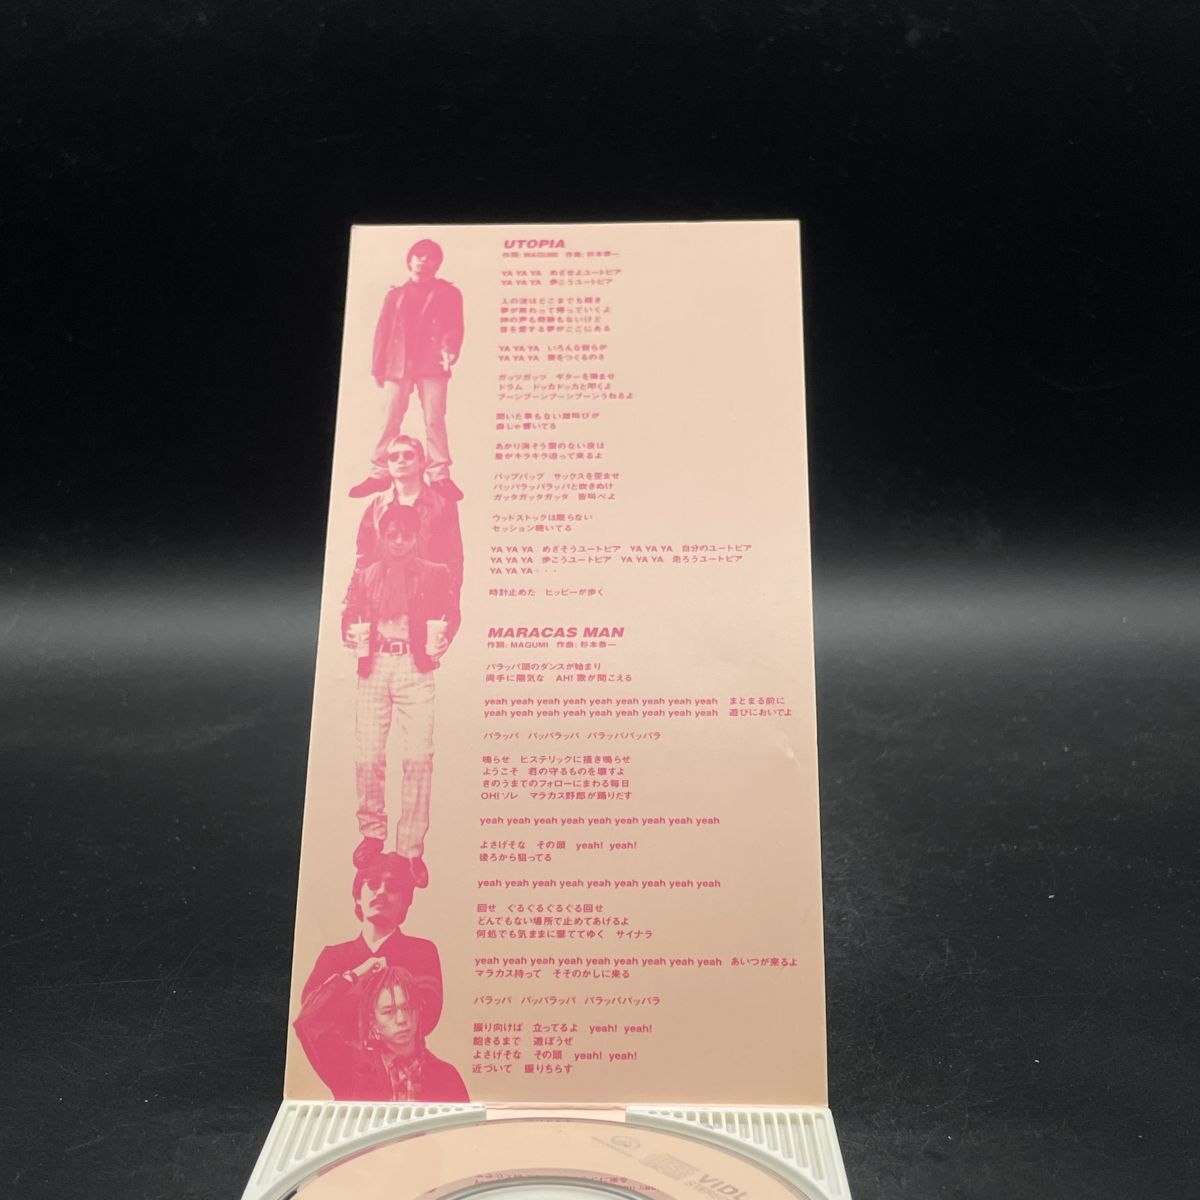 UTOPIA
作詞: MAGUMI 作曲: 杉本恭一
YA YA YA めざせよユートピア
YA YA YA 歩こうユートピア
人の波はどこまでも続き
夢が終わって帰っていくよ
神の声も奇跡もないけど
音を愛する夢がここにある
YA YA YA いろんな奴らが
YA YA YA 歌をつくるのさ
ガッツガッツ ギターを弾ませ
ドラム ドッカドッカと叩くよ
ブーンブーンブーンブーンうねるよ
聞いた事もない雄叫びが
森じゅ響いてる
あかり消そう雲のない夜は
星がキラキラ迫って来るよ
バップバップ サックスを歪ませ
パッパラッパラッパと吹きぬけ
ガッタガッタガッタ 皆叫べよ
ウッドストックは眠らない
セッション続いてる
YA YA YA めざそうユートピア YA YA YA 自分のユートピア
YA YA YA 歩こうユートピア YA YA YA 走ろうユートピア
YA YA YA・・・
時計止めた ヒッピーが歩く
MARACAS MAN
作詞: MAGUMI 作曲: 杉本恭一
パラッパ頭のダンスが始まり
両手に陽気な AH! 歌が聞こえる
yeah yeah yeah yeah yeah yeah yeah yeah yeah まとまる前に
yeah yeah yeah yeah yeah yeah yeah yeah yeah 遊びにおいでよ
パラッパ パッパラッパ パラッパパッパラ
鳴らせ ヒステリックに掻き鳴らせ
ようこそ 君の守るものを壊すよ
きのうまでのフォローにまわる毎日
OH! ソレ マラカス野郎が踊りだす
yeah yeah yeah yeah yeah yeah yeah yeah yeah
よさげそな その頭 yeah! yeah!
後ろから狙ってる
yeah yeah yeah yeah yeah yeah yeah yeah yeah
回せ ぐるぐるぐるぐる回せ
どんでもない場所で止めてあげるよ
何処でも気ままに棄ててゆく サイナラ
yeah yeah yeah yeah yeah yeah yeah yeah yeah あいつが来るよ
マラカス持って そそのかしに来る
パラッパ パッパラッパ パラッパパッパラ
振り向けば 立ってるよ yeah! yeah!
飽きるまで 遊ぼうぜ
よさげそな その頭 yeah! yeah!
近づいて 振りちらす